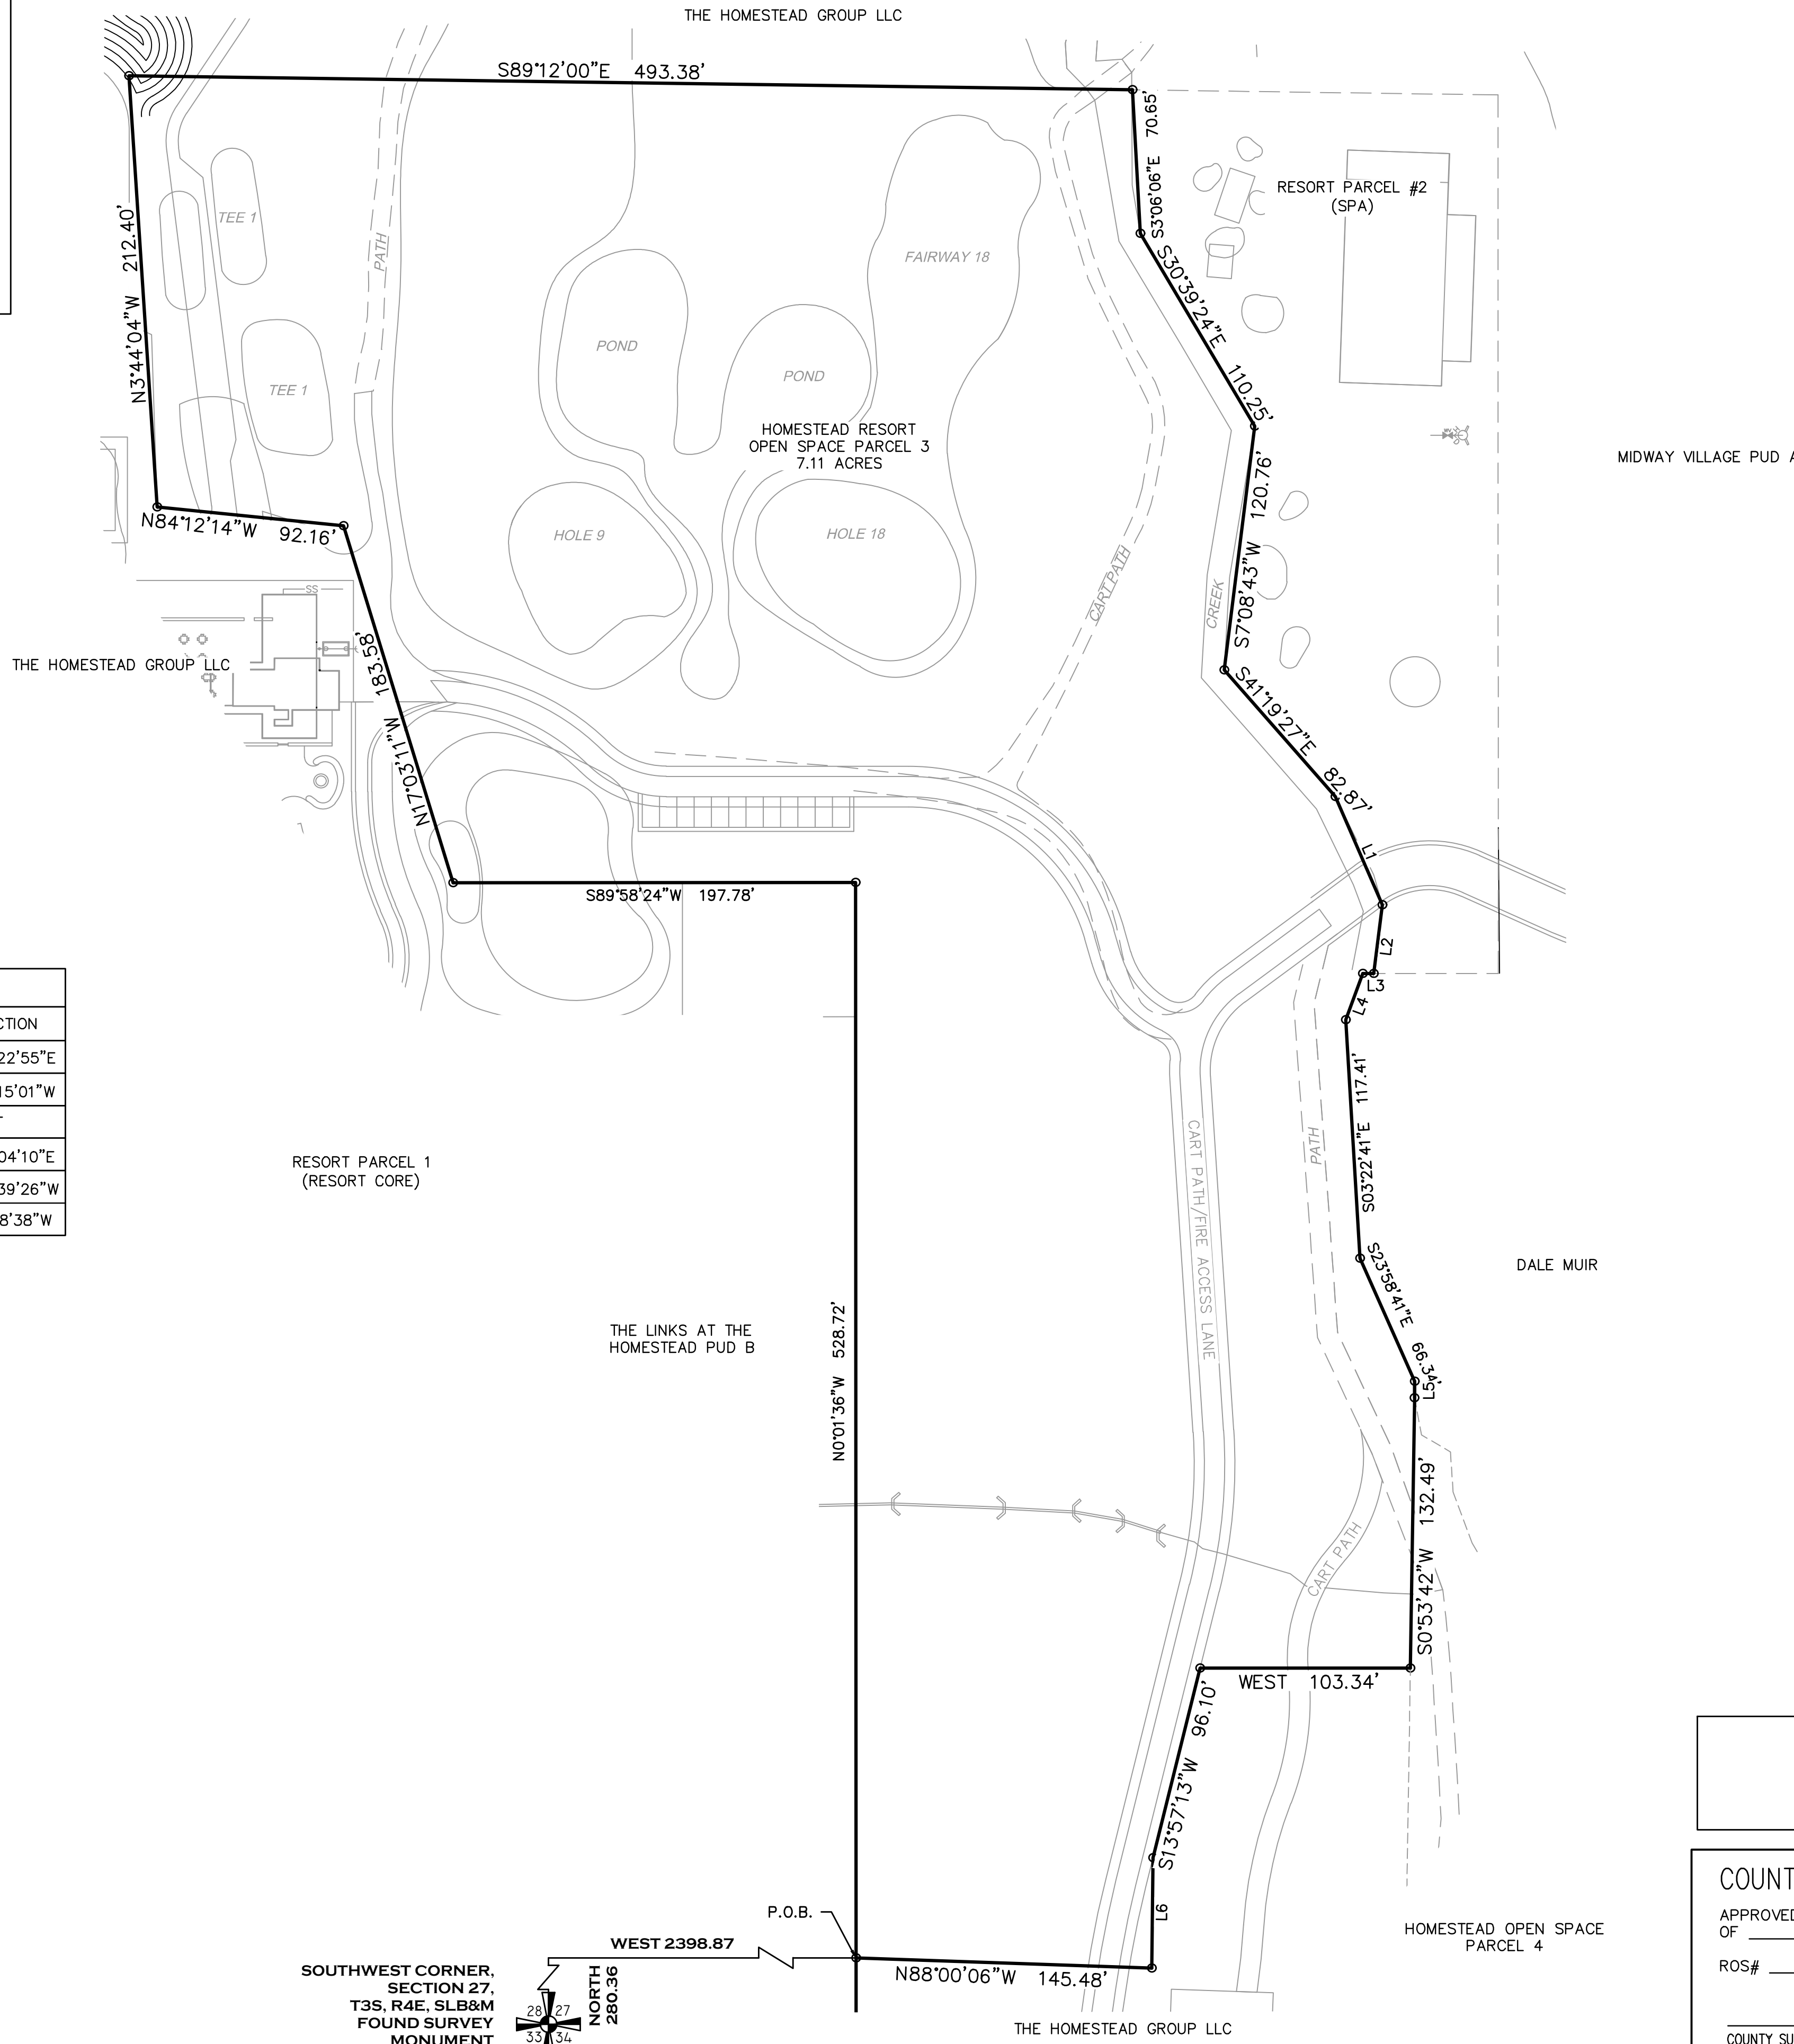 THE HOMESTEAD GROUP LLC
S89°12'00"E 493.38'
S3°06'06"E 70.65'
RESORT PARCEL #2
(SPA)
N3°44'04"W 212.40'
TEE 1
PATH
FAIRWAY 18
S30°39'24"E 110.25'
POND
POND
TEE 1
HOMESTEAD RESORT
OPEN SPACE PARCEL 3
7.11 ACRES
MIDWAY VILLAGE PUD A
S7°08'43"W 120.76'
N84°12'14"W 92.16'
HOLE 9
HOLE 18
CART PATH
CREEK
SS
THE HOMESTEAD GROUP LLC
N17°03'11"W 183.58'
S41°19'27"E 82.87'
L1
S89°58'24"W 197.78'
L2
L3
L4
CTION
22'55"E
15'01"W
04'10"E
39'26"W
8'38"W
S03°22'41"E 117.41'
PATH
CART PATH/FIRE ACCESS LANE
RESORT PARCEL 1
(RESORT CORE)
DALE MUIR
S23°58'41"E 66.34'
THE LINKS AT THE
HOMESTEAD PUD B
N0°01'36"W 528.72'
L5
S0°53'42"W 132.49'
CART PATH
WEST 103.34'
S13°57'13"W 96.10'
L6
P.O.B.
WEST 2398.87
N88°00'06"W 145.48'
NORTH
280.36
SOUTHWEST CORNER,
SECTION 27,
T3S, R4E, SLB&M
FOUND SURVEY
MONUMENT
28 27
33 34
THE HOMESTEAD GROUP LLC
HOMESTEAD OPEN SPACE
PARCEL 4
COUNT
APPROVED
OF
ROS#
COUNTY SU